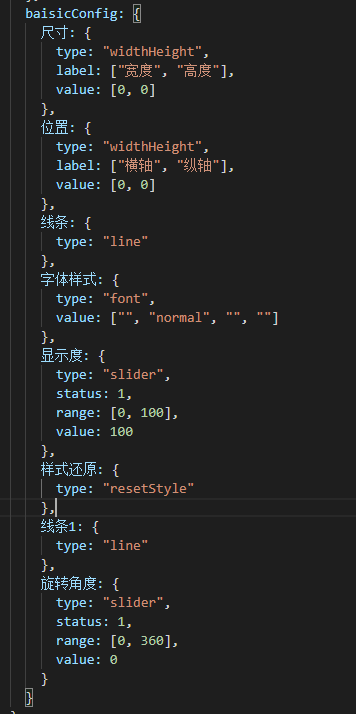 baisicConfig: {
尺寸: {
type: "widthHeight",
label: ["宽度", "高度"],
value: [0, 0]
},
位置: {
type: "widthHeight",
label: ["横轴", "纵轴"],
value: [0, 0]
},
线条: {
type: "line"
},
字体样式: {
type: "font",
value: ["", "normal", "", ""]
},
显示度: {
type: "slider",
status: 1,
range: [0, 100],
value: 100
},
样式还原: {
type: "resetStyle"
},
线条1: {
type: "line"
},
旋转角度: {
type: "slider",
status: 1,
range: [0, 360],
value: 0
}
}